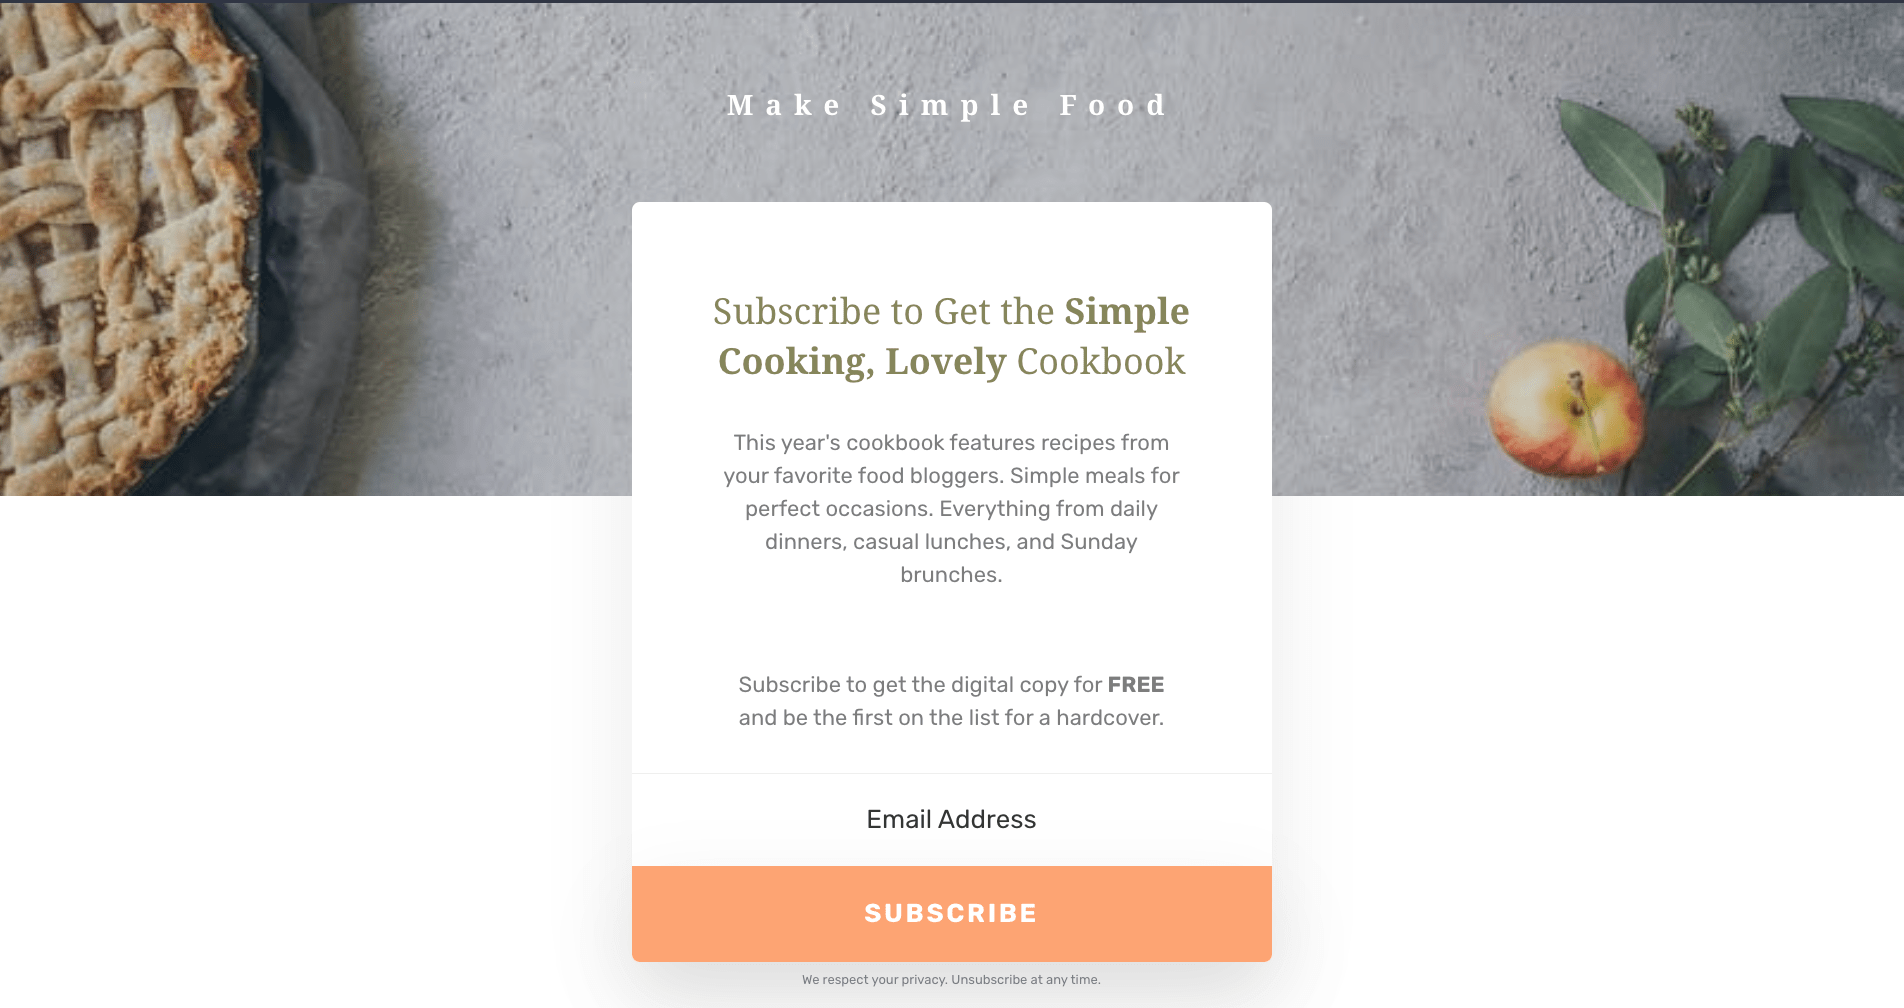 Make Simple Food
Subscribe to Get the Simple
Cooking, Lovely Cookbook
This year's cookbook features recipes from
your favorite food bloggers. Simple meals for
perfect occasions. Everything from daily
dinners, casual lunches, and Sunday
brunches.
Subscribe to get the digital copy for FREE
and be the first on the list for a hardcover.
Email Address
SUBSCRIBE
We respect your privacy. Unsubscribe at any time.